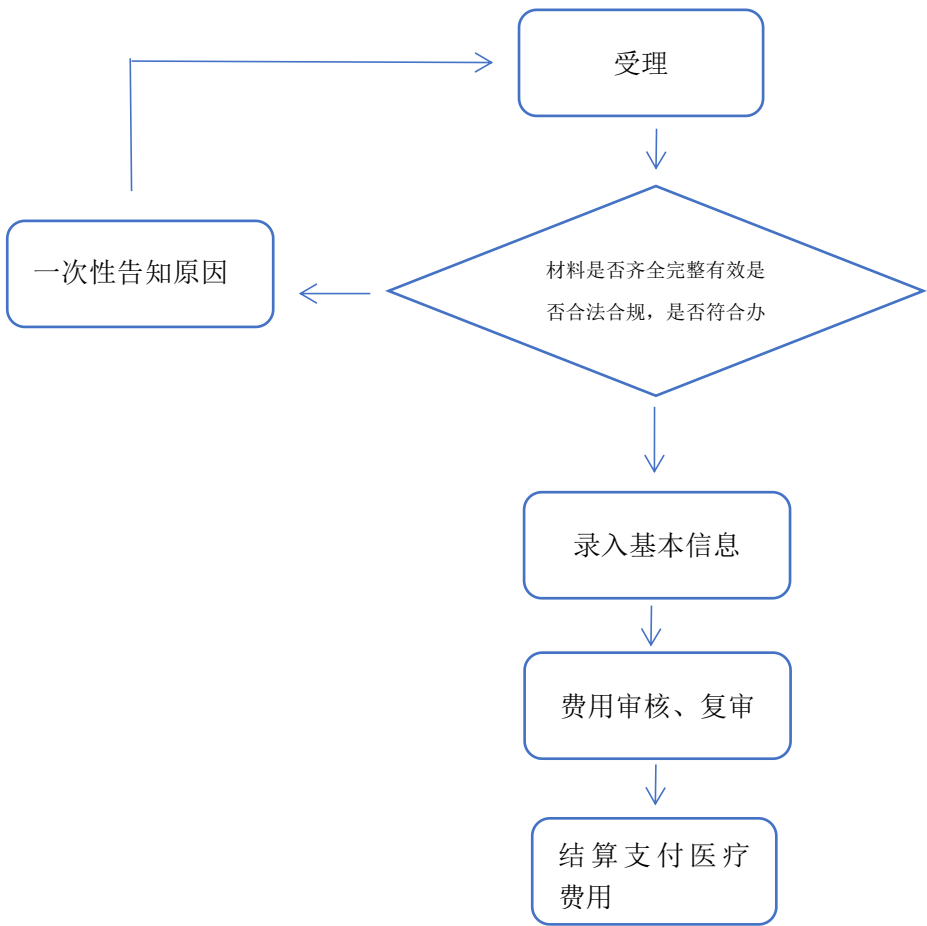 受理
一次性告知原因
材料是否齐全完整有效是
否合法合规，是否符合办
录入基本信息
费用审核、复审
结算支付医疗
费用